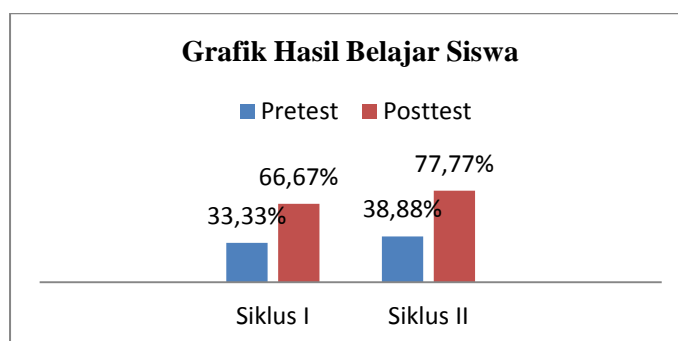 Grafik Hasil Belajar Siswa
Pretest Posttest
77,77%
66,67%
33,33% 38,88%
Siklus I Siklus II